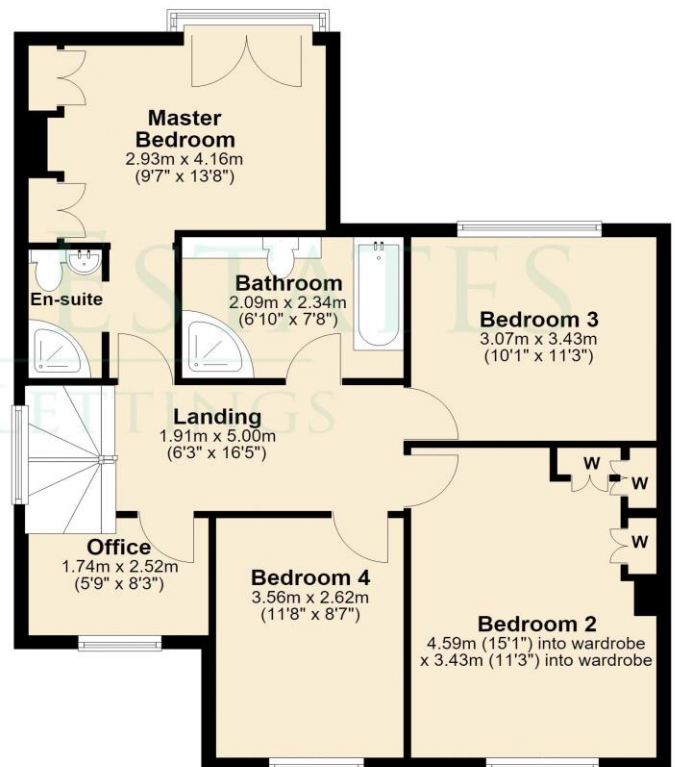 Master
Bedroom
2.93m x 4.16m
(9'7" x 13'8")
En-suite
Bathroom
2.09m x 2.34m
(6'10" x 7'8")
Bedroom 3
3.07m x 3.43m
(10'1" x 11'3")
ESTATES
LETTINGS
Landing
1.91m x 5.00m
(6'3" x 16'5")
W
W
W
Office
1.74m x 2.52m
(5'9" x 8'3")
Bedroom 4
3.56m x 2.62m
(11'8" x 8'7")
Bedroom 2
4.59m (15'1") into wardrobe
x 3.43m (11'3") into wardrobe